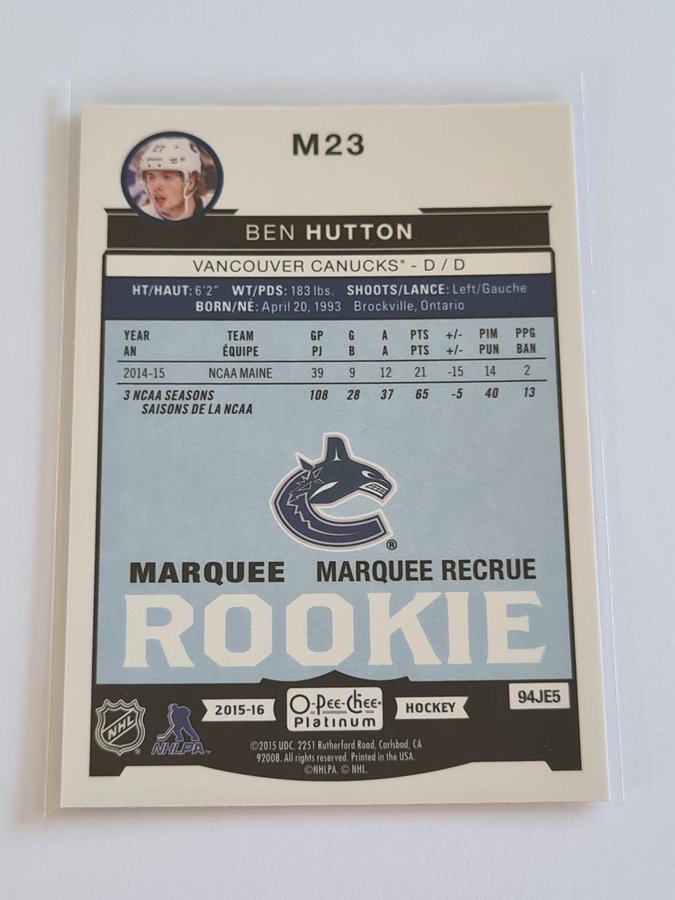 M23
BEN HUTTON
VANCOUVER CANUCKS® - D / D
HT/HAUT: 6'2" WT/PDS: 183 lbs. SHOOTS/LANCE: Left/Gauche
BORN/NÉ: April 20, 1993 Brockville, Ontario
YEAR TEAM GP G A PTS +/- PIM PPG
AN ÉQUIPE PJ B A PTS +/- PUN BAN
2014-15 NCAA MAINE 39 9 12 21 -15 14 2
3 NCAA SEASONS 108 28 37 65 -5 40 13
SAISONS DE LA NCAA
®
MARQUEE MARQUEE RECRUE
ROOKIE
NHL NHLPA 2015-16 O-Pee-Chee Platinum HOCKEY 94JE5
©2015 UDC. 2251 Rutherford Road, Carlsbad, CA
92008. All rights reserved. Printed in the USA.
©NHLPA. © NHL.